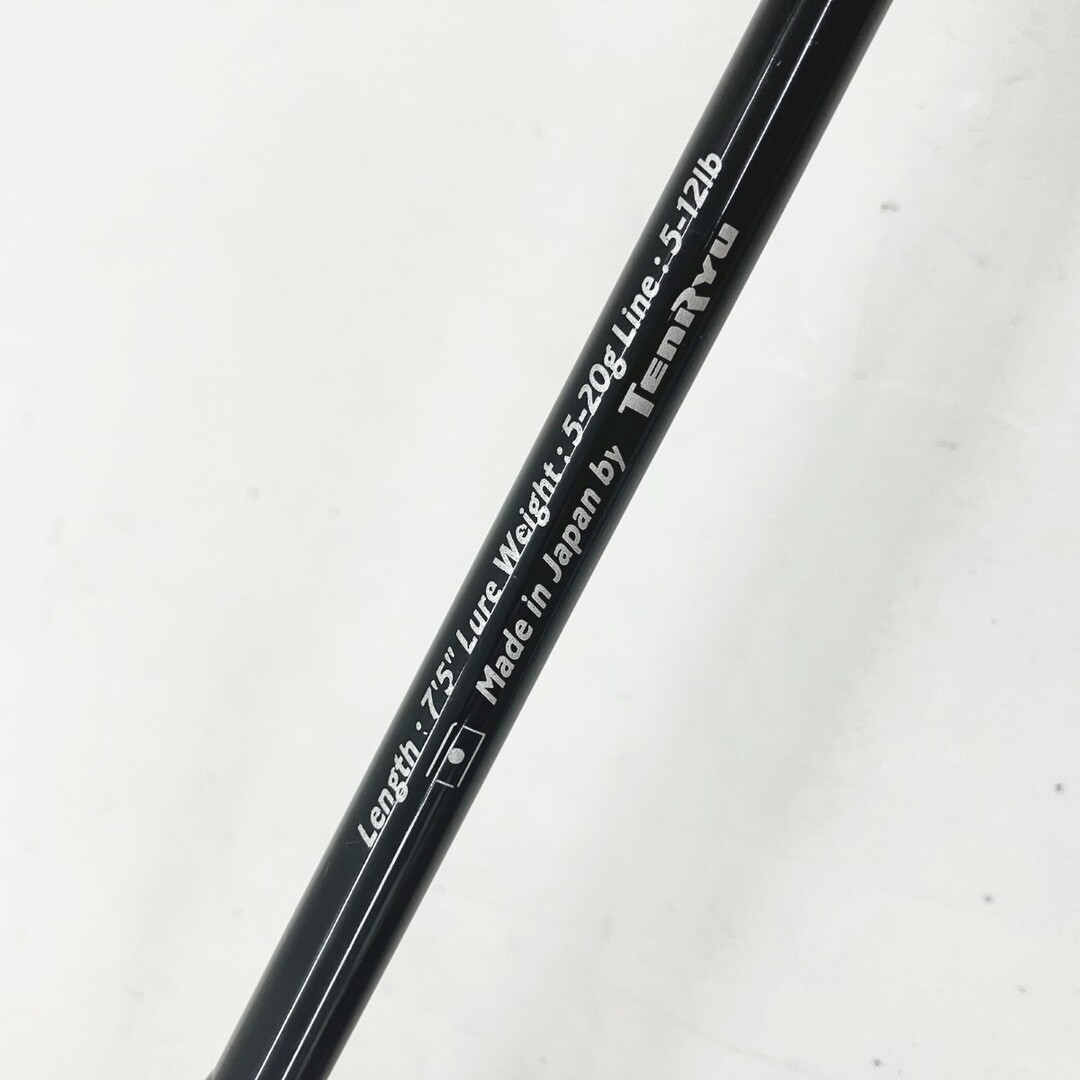 Length : 7'5" Lure Weight : 5-20g Line : 5-12lb
Made in Japan by TenRyu